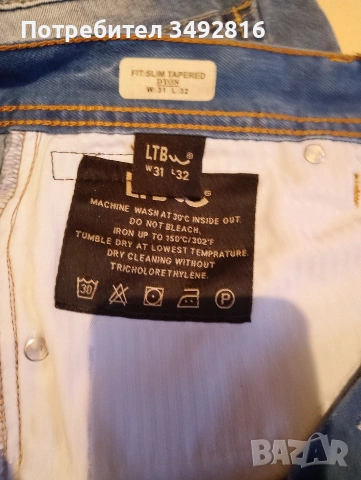 Потребител 3492816
FIT:SLIM TAPERED
DYON
W:31 L:32
LTB®
W31 L32
LTB®
MACHINE WASH AT 30°C INSIDE OUT.
DO NOT BLEACH,
IRON UP TO 150°C/302°F
TUMBLE DRY AT LOWEST TEMPRATURE.
DRY CLEANING WITHOUT
TRICHOLORETHYLENE.
30 P
BAZAR